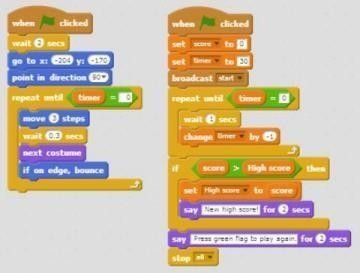 when clicked
wait 2 secs
go to x: -204 y: -170
point in direction 90
repeat until timer = 0
move 3 steps
wait 0.3 secs
next costume
if on edge, bounce
when clicked
set score to 0
set timer to 30
broadcast start
repeat until timer = 0
wait 1 secs
change timer by -1
if score > High score then
set High score to score
say New high score! for 2 secs
say Press green flag to play again. for 2 secs
stop all